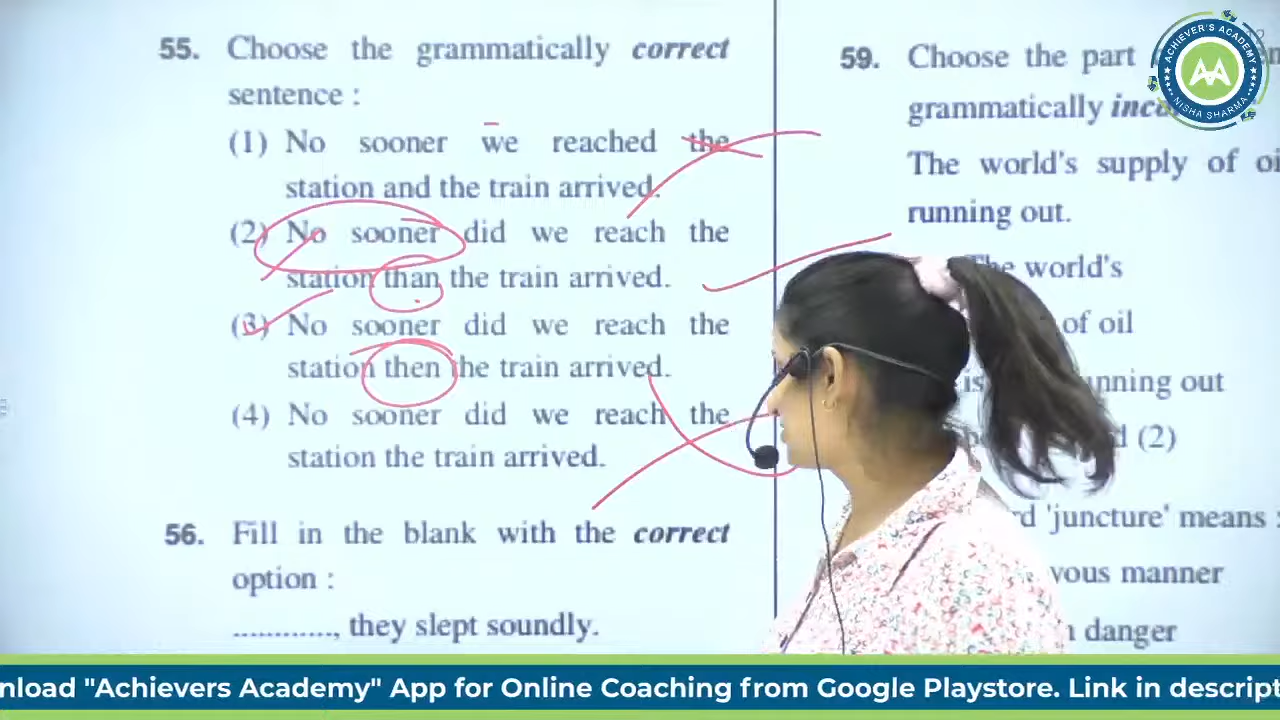 55. Choose the grammatically correct
sentence :
(1) No sooner we reached the
station and the train arrived.
(2) No sooner did we reach the
station than the train arrived.
(3) No sooner did we reach the
station then the train arrived.
(4) No sooner did we reach the
station the train arrived.
56. Fill in the blank with the correct
option :
............, they slept soundly.
59. Choose the part
grammatically
The world's supply of
running out.
The world's
of oil
is running out
(2)
'juncture' means
manner
danger
ACHIEVER'S ACADEMY
AA
NISHA SHARMA
"Achievers Academy" App for Online Coaching from Google Playstore. Link in